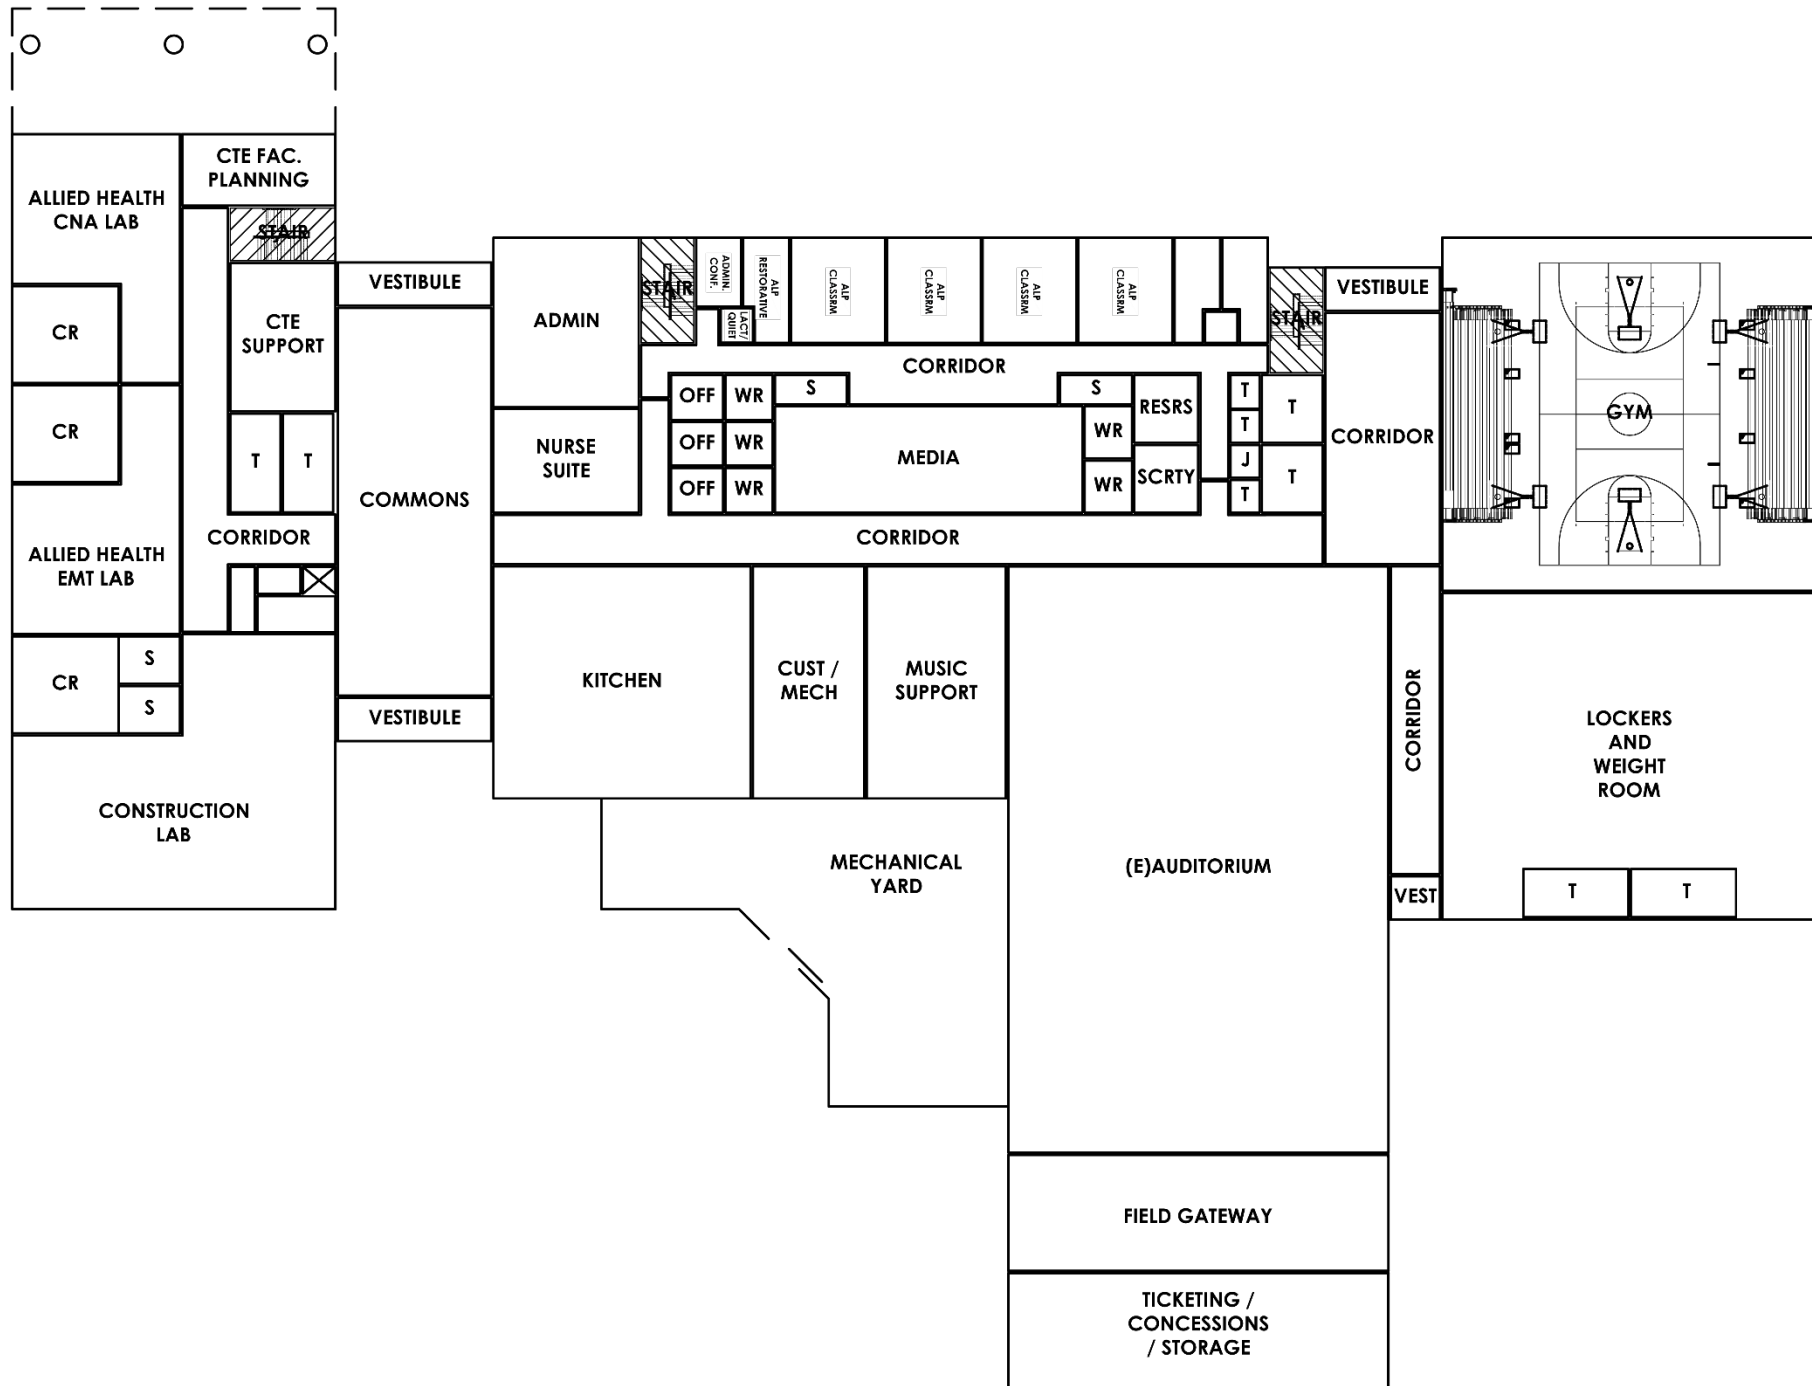 CTE FAC.
PLANNING
ALLIED HEALTH
CNA LAB
STAIR
CR
CTE
SUPPORT
CR
T
T
CORRIDOR
ALLIED HEALTH
EMT LAB
CR
S
S
CONSTRUCTION
LAB
VESTIBULE
COMMONS
VESTIBULE
ADMIN
STAIR
ADMIN.
CONF.
ALP
RESTORATIVE
LACT/
QUIET
ALP
CLASSRM
ALP
CLASSRM
ALP
CLASSRM
ALP
CLASSRM
STAIR
VESTIBULE
CORRIDOR
NURSE
SUITE
OFF
WR
S
OFF
WR
OFF
WR
MEDIA
S
WR
WR
RESRS
SCRTY
T
T
J
T
T
T
CORRIDOR
GYM
CORRIDOR
KITCHEN
CUST /
MECH
MUSIC
SUPPORT
MECHANICAL
YARD
(E)AUDITORIUM
CORRIDOR
VEST
LOCKERS
AND
WEIGHT
ROOM
T
T
FIELD GATEWAY
TICKETING /
CONCESSIONS
/ STORAGE